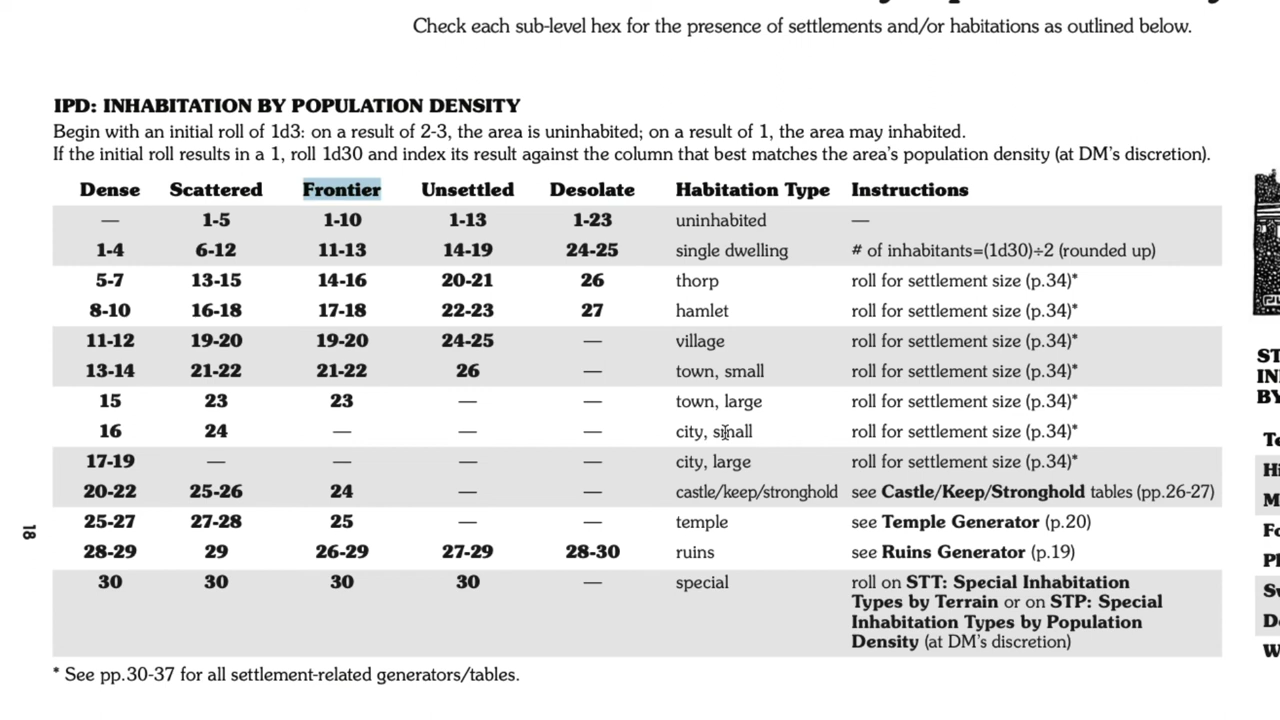 Check each sub-level hex for the presence of settlements and/or habitations as outlined below.
IPD: INHABITATION BY POPULATION DENSITY
Begin with an initial roll of 1d3: on a result of 2-3, the area is uninhabited; on a result of 1, the area may inhabited.
If the initial roll results in a 1, roll 1d30 and index its result against the column that best matches the area's population density (at DM's discretion).
Dense Scattered Frontier Unsettled Desolate Habitation Type Instructions
— 1-5 1-10 1-13 1-23 uninhabited —
1-4 6-12 11-13 14-19 24-25 single dwelling # of inhabitants=(1d30)÷2 (rounded up)
5-7 13-15 14-16 20-21 26 thorp roll for settlement size (p.34)*
8-10 16-18 17-18 22-23 27 hamlet roll for settlement size (p.34)*
11-12 19-20 19-20 24-25 — village roll for settlement size (p.34)*
13-14 21-22 21-22 26 — town, small roll for settlement size (p.34)*
15 23 23 — — town, large roll for settlement size (p.34)*
16 24 — — — city, small roll for settlement size (p.34)*
17-19 — — — — city, large roll for settlement size (p.34)*
20-22 25-26 24 — — castle/keep/stronghold see Castle/Keep/Stronghold tables (pp.26-27)
25-27 27-28 25 — — temple see Temple Generator (p.20)
28-29 29 26-29 27-29 28-30 ruins see Ruins Generator (p.19)
30 30 30 30 — special roll on STT: Special Inhabitation
Types by Terrain or on STP: Special
Inhabitation Types by Population
Density (at DM's discretion)
* See pp.30-37 for all settlement-related generators/tables.
18